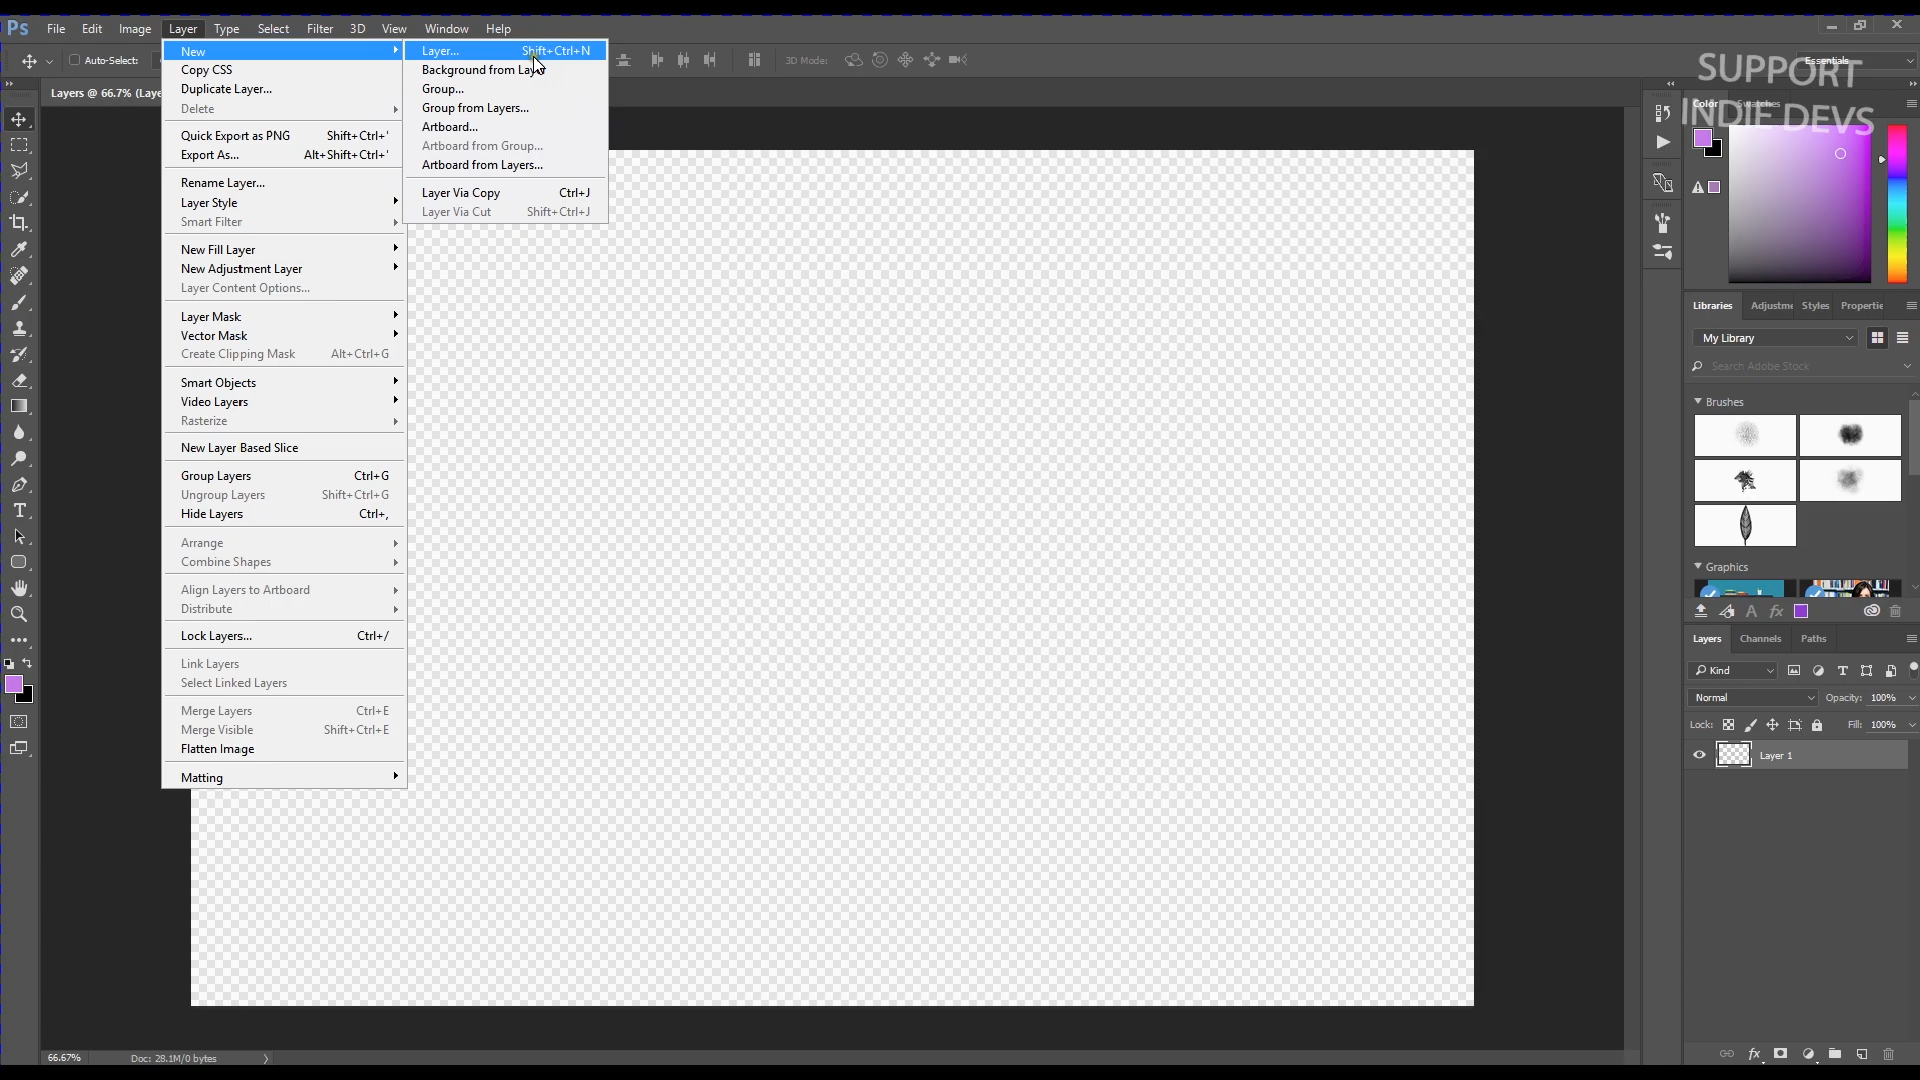 Ps File Edit Image Layer Type Select Filter 3D View Window Help
Auto-Select:
3D Mode:
Essentials
SUPPORT
INDIE DEVS
Layers @ 66.7% (Laye
New
Copy CSS
Duplicate Layer...
Delete
Quick Export as PNG Shift+Ctrl+'
Export As... Alt+Shift+Ctrl+'
Rename Layer...
Layer Style
Smart Filter
New Fill Layer
New Adjustment Layer
Layer Content Options...
Layer Mask
Vector Mask
Create Clipping Mask Alt+Ctrl+G
Smart Objects
Video Layers
Rasterize
New Layer Based Slice
Group Layers Ctrl+G
Ungroup Layers Shift+Ctrl+G
Hide Layers Ctrl+,
Arrange
Combine Shapes
Align Layers to Artboard
Distribute
Lock Layers... Ctrl+/
Link Layers
Select Linked Layers
Merge Layers Ctrl+E
Merge Visible Shift+Ctrl+E
Flatten Image
Matting
Layer... Shift+Ctrl+N
Background from Layer
Group...
Group from Layers...
Artboard...
Artboard from Group...
Artboard from Layers...
Layer Via Copy Ctrl+J
Layer Via Cut Shift+Ctrl+J
Color Swatches
Libraries Adjustme Styles Propertie
My Library
Search Adobe Stock
Brushes
Graphics
Layers Channels Paths
Kind
Normal Opacity: 100%
Lock: Fill: 100%
Layer 1
66.67% Doc: 28.1M/0 bytes